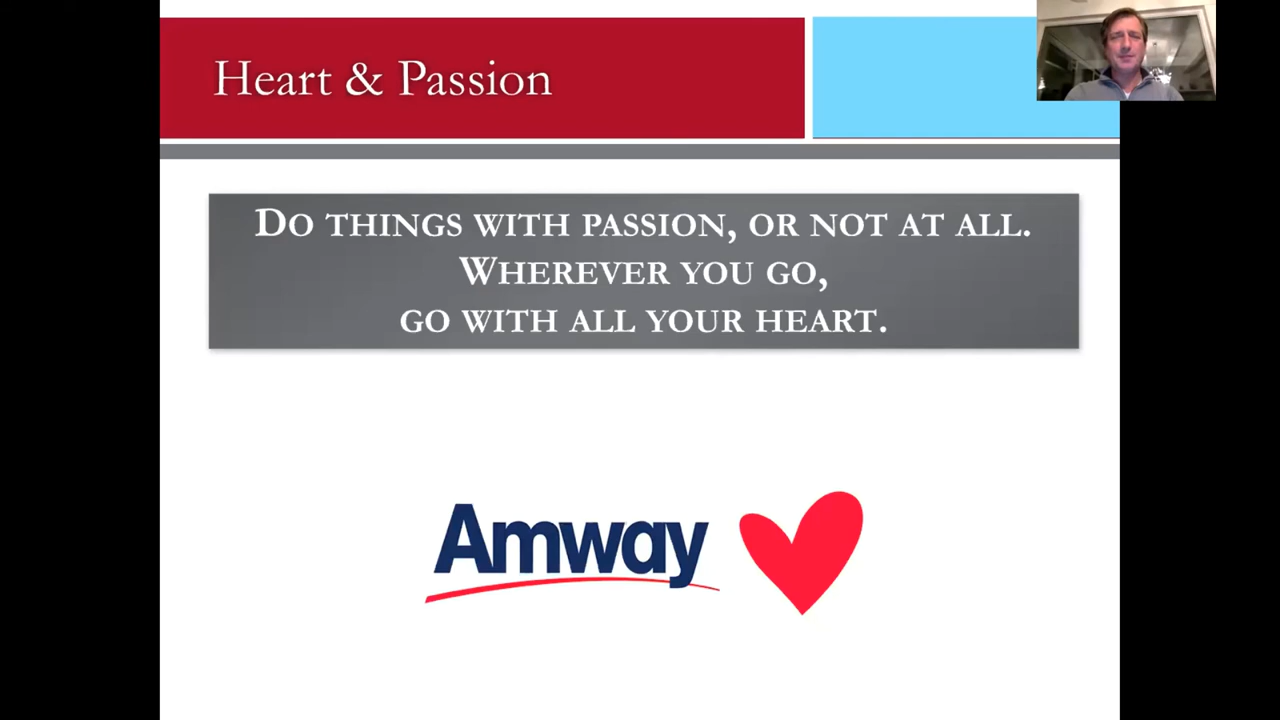 Heart & Passion
DO THINGS WITH PASSION, OR NOT AT ALL.
WHEREVER YOU GO,
GO WITH ALL YOUR HEART.
Amway